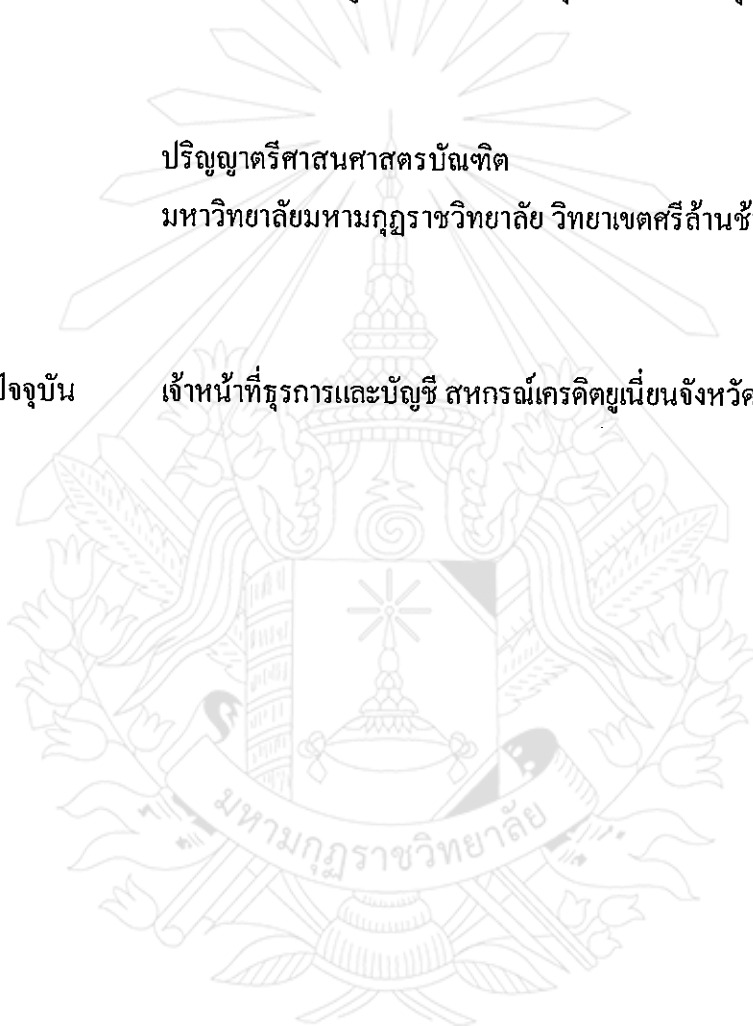 ปริญญาตรีศาสนศาสตรบัณฑิต
มหาวิทยาลัยมหามกุฏราชวิทยาลัย วิทยาเขตศรีล้านช้
ปัจจุบัน เจ้าหน้าที่ธุรการและบัญชี สหกรณ์เครดิตยูเนี่ยนจังหวัด
มหามกุฏราชวิทยาลัย